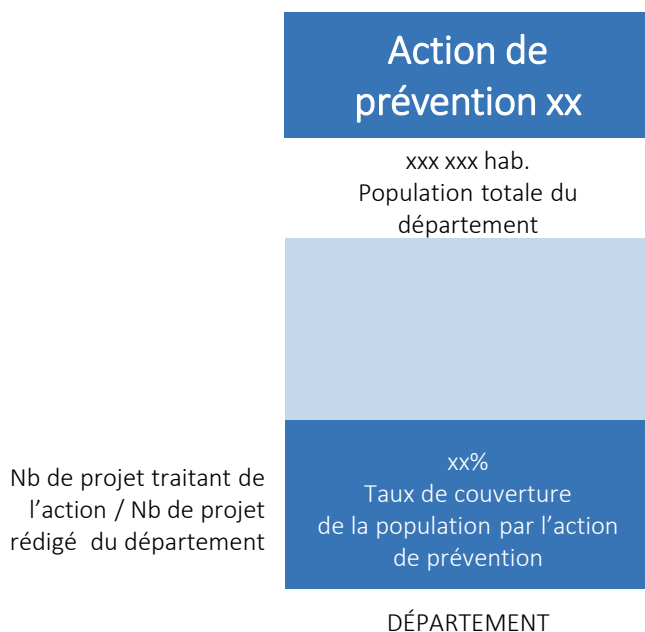 Action de
prévention xx
xxx xxx hab.
Population totale du
département
Nb de projet traitant de
l’action / Nb de projet
rédigé  du département
xx%
Taux de couverture
de la population par l’action
de prévention
DÉPARTEMENT